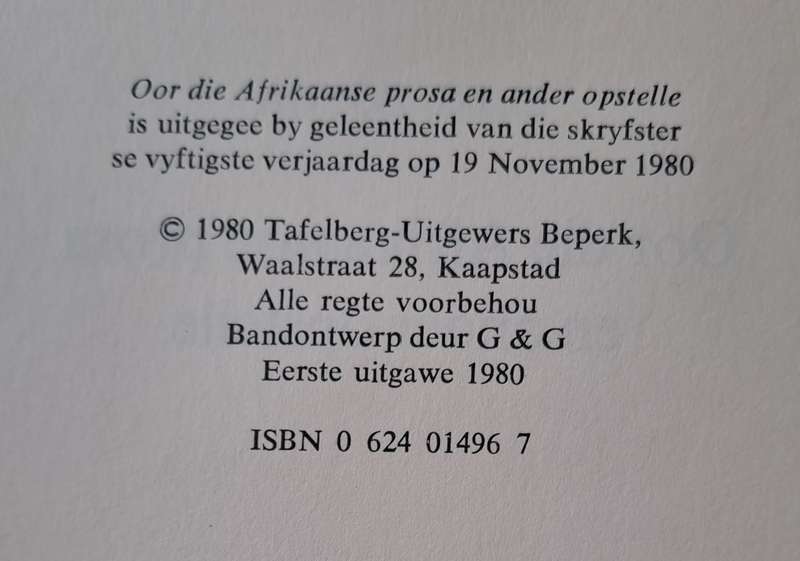 Oor die Afrikaanse prosa en ander opstelle
is uitgegee by geleentheid van die skryfster
se vyftigste verjaardag op 19 November 1980
© 1980 Tafelberg-Uitgewers Beperk,
Waalstraat 28, Kaapstad
Alle regte voorbehou
Bandontwerp deur G & G
Eerste uitgawe 1980
ISBN 0 624 01496 7